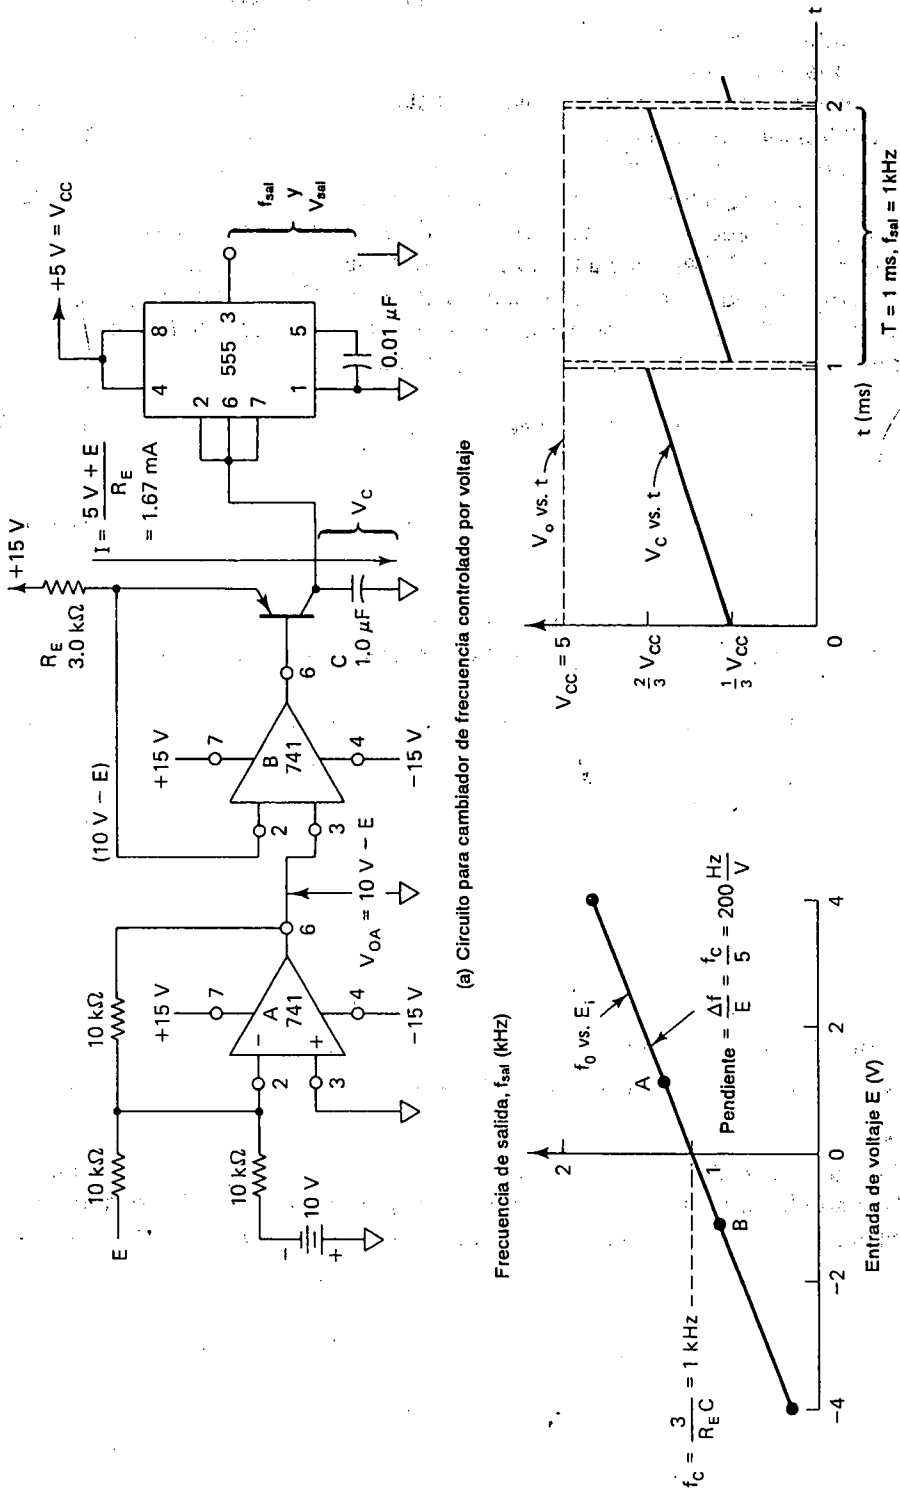 +15 V
R_E
3.0 kΩ
I = (5 V + E) / R_E
= 1.67 mA
+5 V = V_CC
10 kΩ
10 kΩ
E
10 kΩ
10 V
-
+
+15 V
7
2
-
A
741
+
3
6
4
-15 V
V_OA = 10 V - E
(10 V - E)
+15 V
7
2
B
741
3
6
4
-15 V
C
1.0 μF
V_C
4
8
2
6
7
555
3
1
5
0.01 μF
f_sal
y
V_sal
(a) Circuito para cambiador de frecuencia controlado por voltaje
Frecuencia de salida, f_sal (kHz)
2
1
f_0 vs. E_i
A
B
f_C = 3 / (R_E C) = 1 kHz
Pendiente = Δf / E = f_C / 5 = 200 Hz / V
-4
-2
0
2
4
Entrada de voltaje E (V)
V_CC = 5
2/3 V_CC
1/3 V_CC
V_o vs. t
V_C vs. t
0
1
2
t
t (ms)
T = 1 ms, f_sal = 1kHz